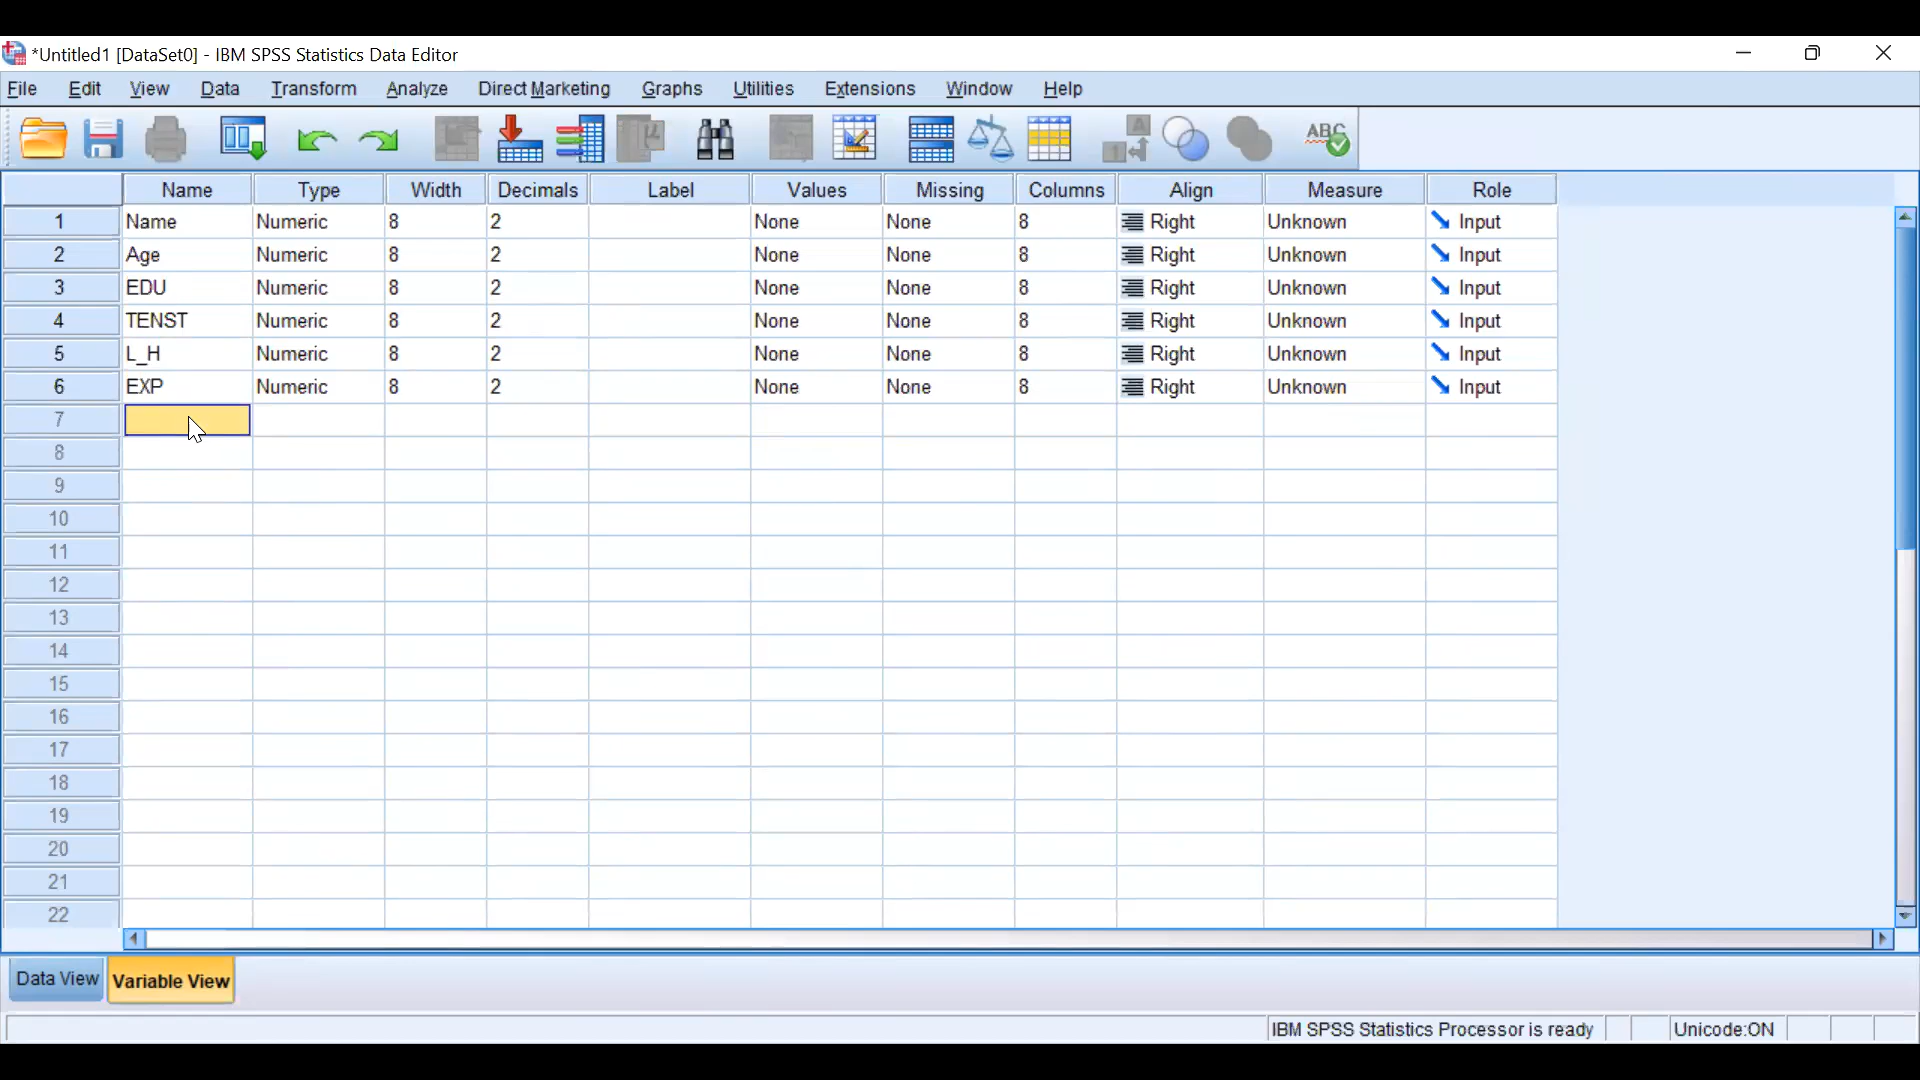 *Untitled1 [DataSet0] - IBM SPSS Statistics Data Editor
File Edit View Data Transform Analyze Direct Marketing Graphs Utilities Extensions Window Help
A 1 ABC
Name Type Width Decimals Label Values Missing Columns Align Measure Role
1 Name Numeric 8 2 None None 8 Right Unknown Input
2 Age Numeric 8 2 None None 8 Right Unknown Input
3 EDU Numeric 8 2 None None 8 Right Unknown Input
4 TENST Numeric 8 2 None None 8 Right Unknown Input
5 L_H Numeric 8 2 None None 8 Right Unknown Input
6 EXP Numeric 8 2 None None 8 Right Unknown Input
7
8
9
10
11
12
13
14
15
16
17
18
19
20
21
22
Data View Variable View
IBM SPSS Statistics Processor is ready Unicode:ON